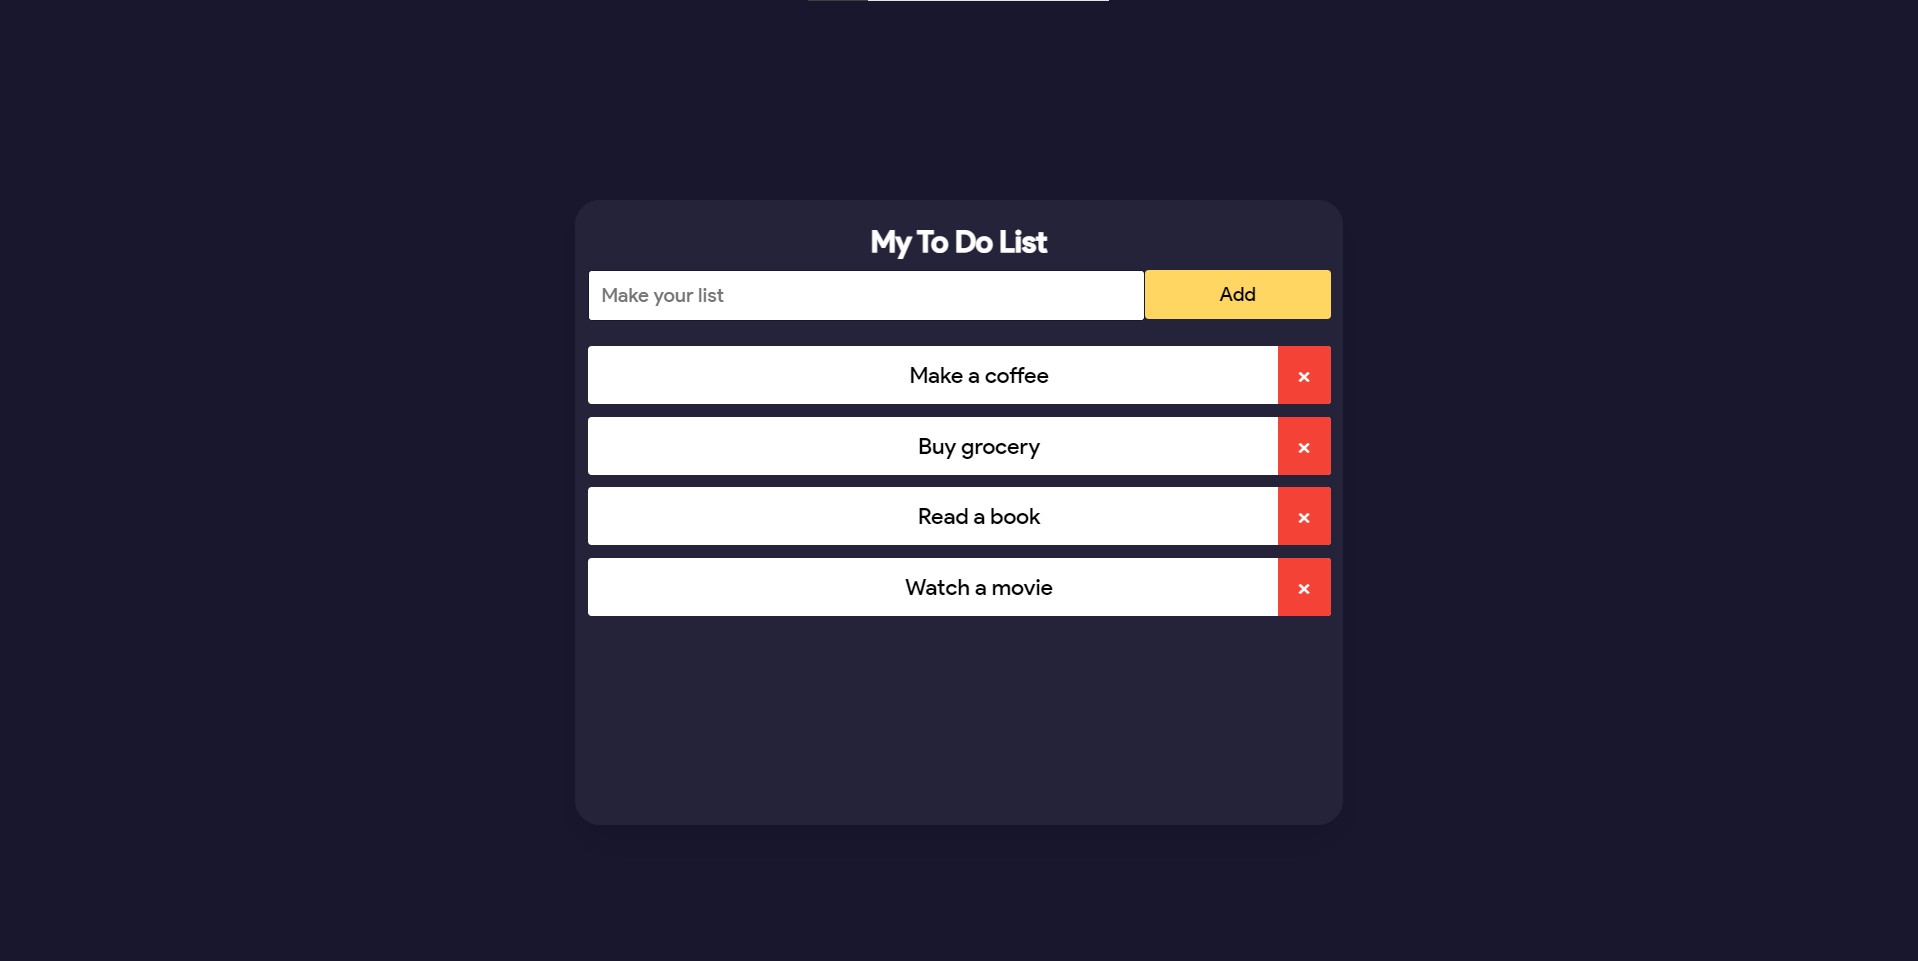 My To Do List
Make your list
Add
Make a coffee
×
Buy grocery
×
Read a book
×
Watch a movie
×